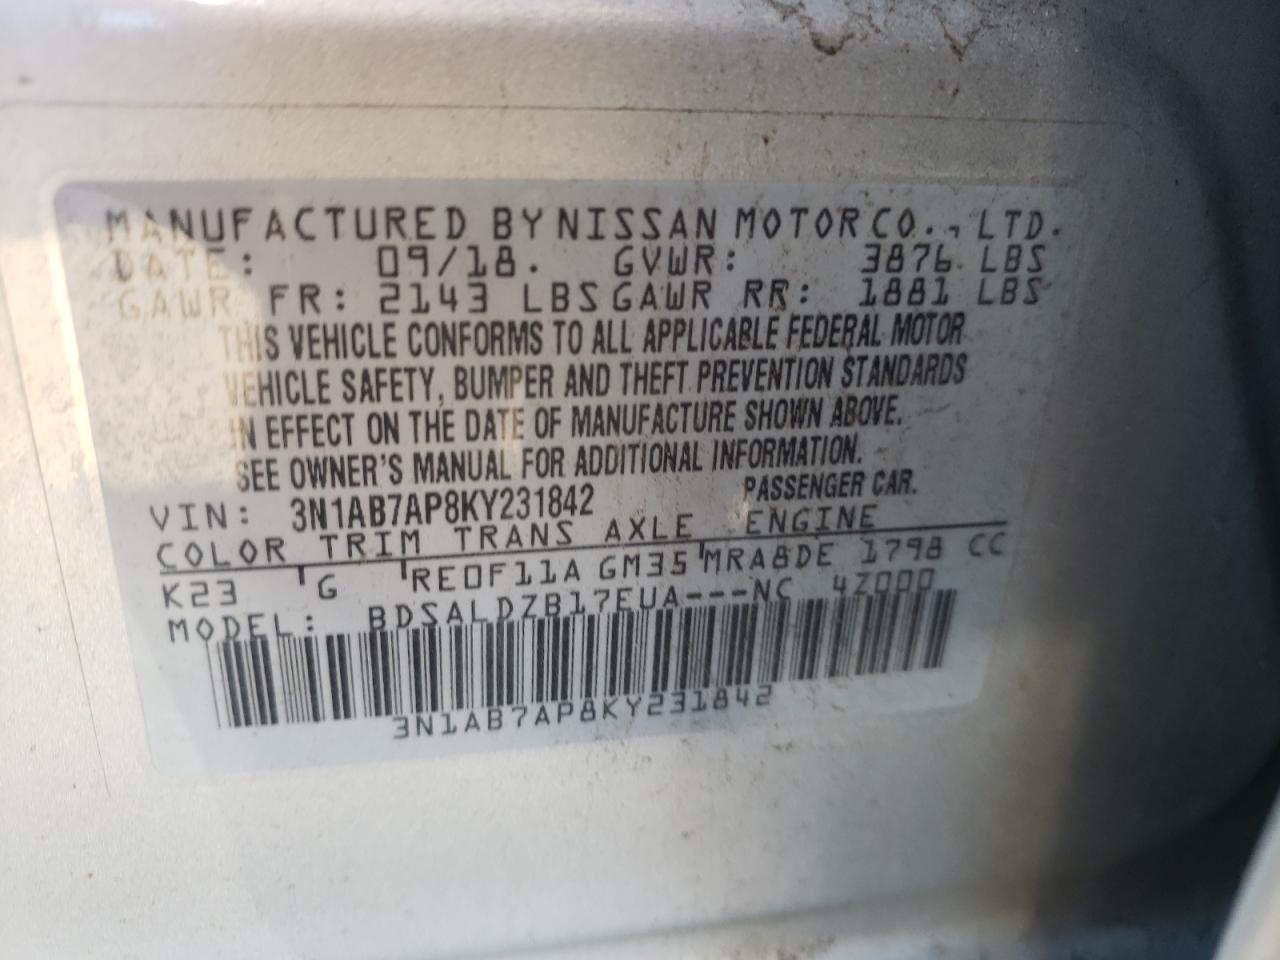 MANUFACTURED BY NISSAN MOTOR CO., LTD.
DATE: 09/18. GVWR: 3876 LBS
GAWR FR: 2143 LBS GAWR RR: 1881 LBS
THIS VEHICLE CONFORMS TO ALL APPLICABLE FEDERAL MOTOR
VEHICLE SAFETY, BUMPER AND THEFT PREVENTION STANDARDS
IN EFFECT ON THE DATE OF MANUFACTURE SHOWN ABOVE.
SEE OWNER'S MANUAL FOR ADDITIONAL INFORMATION.
VIN: 3N1AB7AP8KY231842 PASSENGER CAR.
COLOR TRIM TRANS AXLE ENGINE
K23 G RE0F11A GM35 MRA8DE 1798 CC
MODEL: BDSALDZB17EUA---NC 4Z000
3N1AB7AP8KY231842